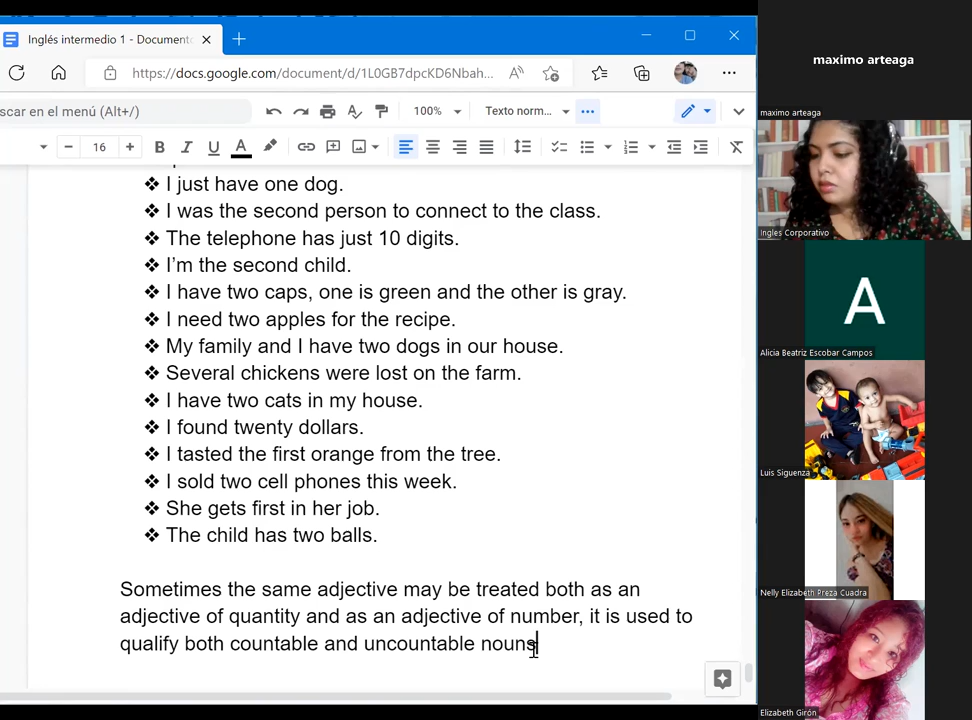 Inglés intermedio 1 - Documento
https://docs.google.com/document/d/1L0GB7dpcKD6Nbah...
scar en el menú (Alt+/)
100%
Texto norm...
16
B I U A
❖ I just have one dog.
❖ I was the second person to connect to the class.
❖ The telephone has just 10 digits.
❖ I'm the second child.
❖ I have two caps, one is green and the other is gray.
❖ I need two apples for the recipe.
❖ My family and I have two dogs in our house.
❖ Several chickens were lost on the farm.
❖ I have two cats in my house.
❖ I found twenty dollars.
❖ I tasted the first orange from the tree.
❖ I sold two cell phones this week.
❖ She gets first in her job.
❖ The child has two balls.
Sometimes the same adjective may be treated both as an
adjective of quantity and as an adjective of number, it is used to
qualify both countable and uncountable nouns
maximo arteaga
maximo arteaga
Ingles Corporativo
A
Alicia Beatriz Escobar Campos
Luis Siguenza
Nelly Elizabeth Preza Cuadra
Elizabeth Girón